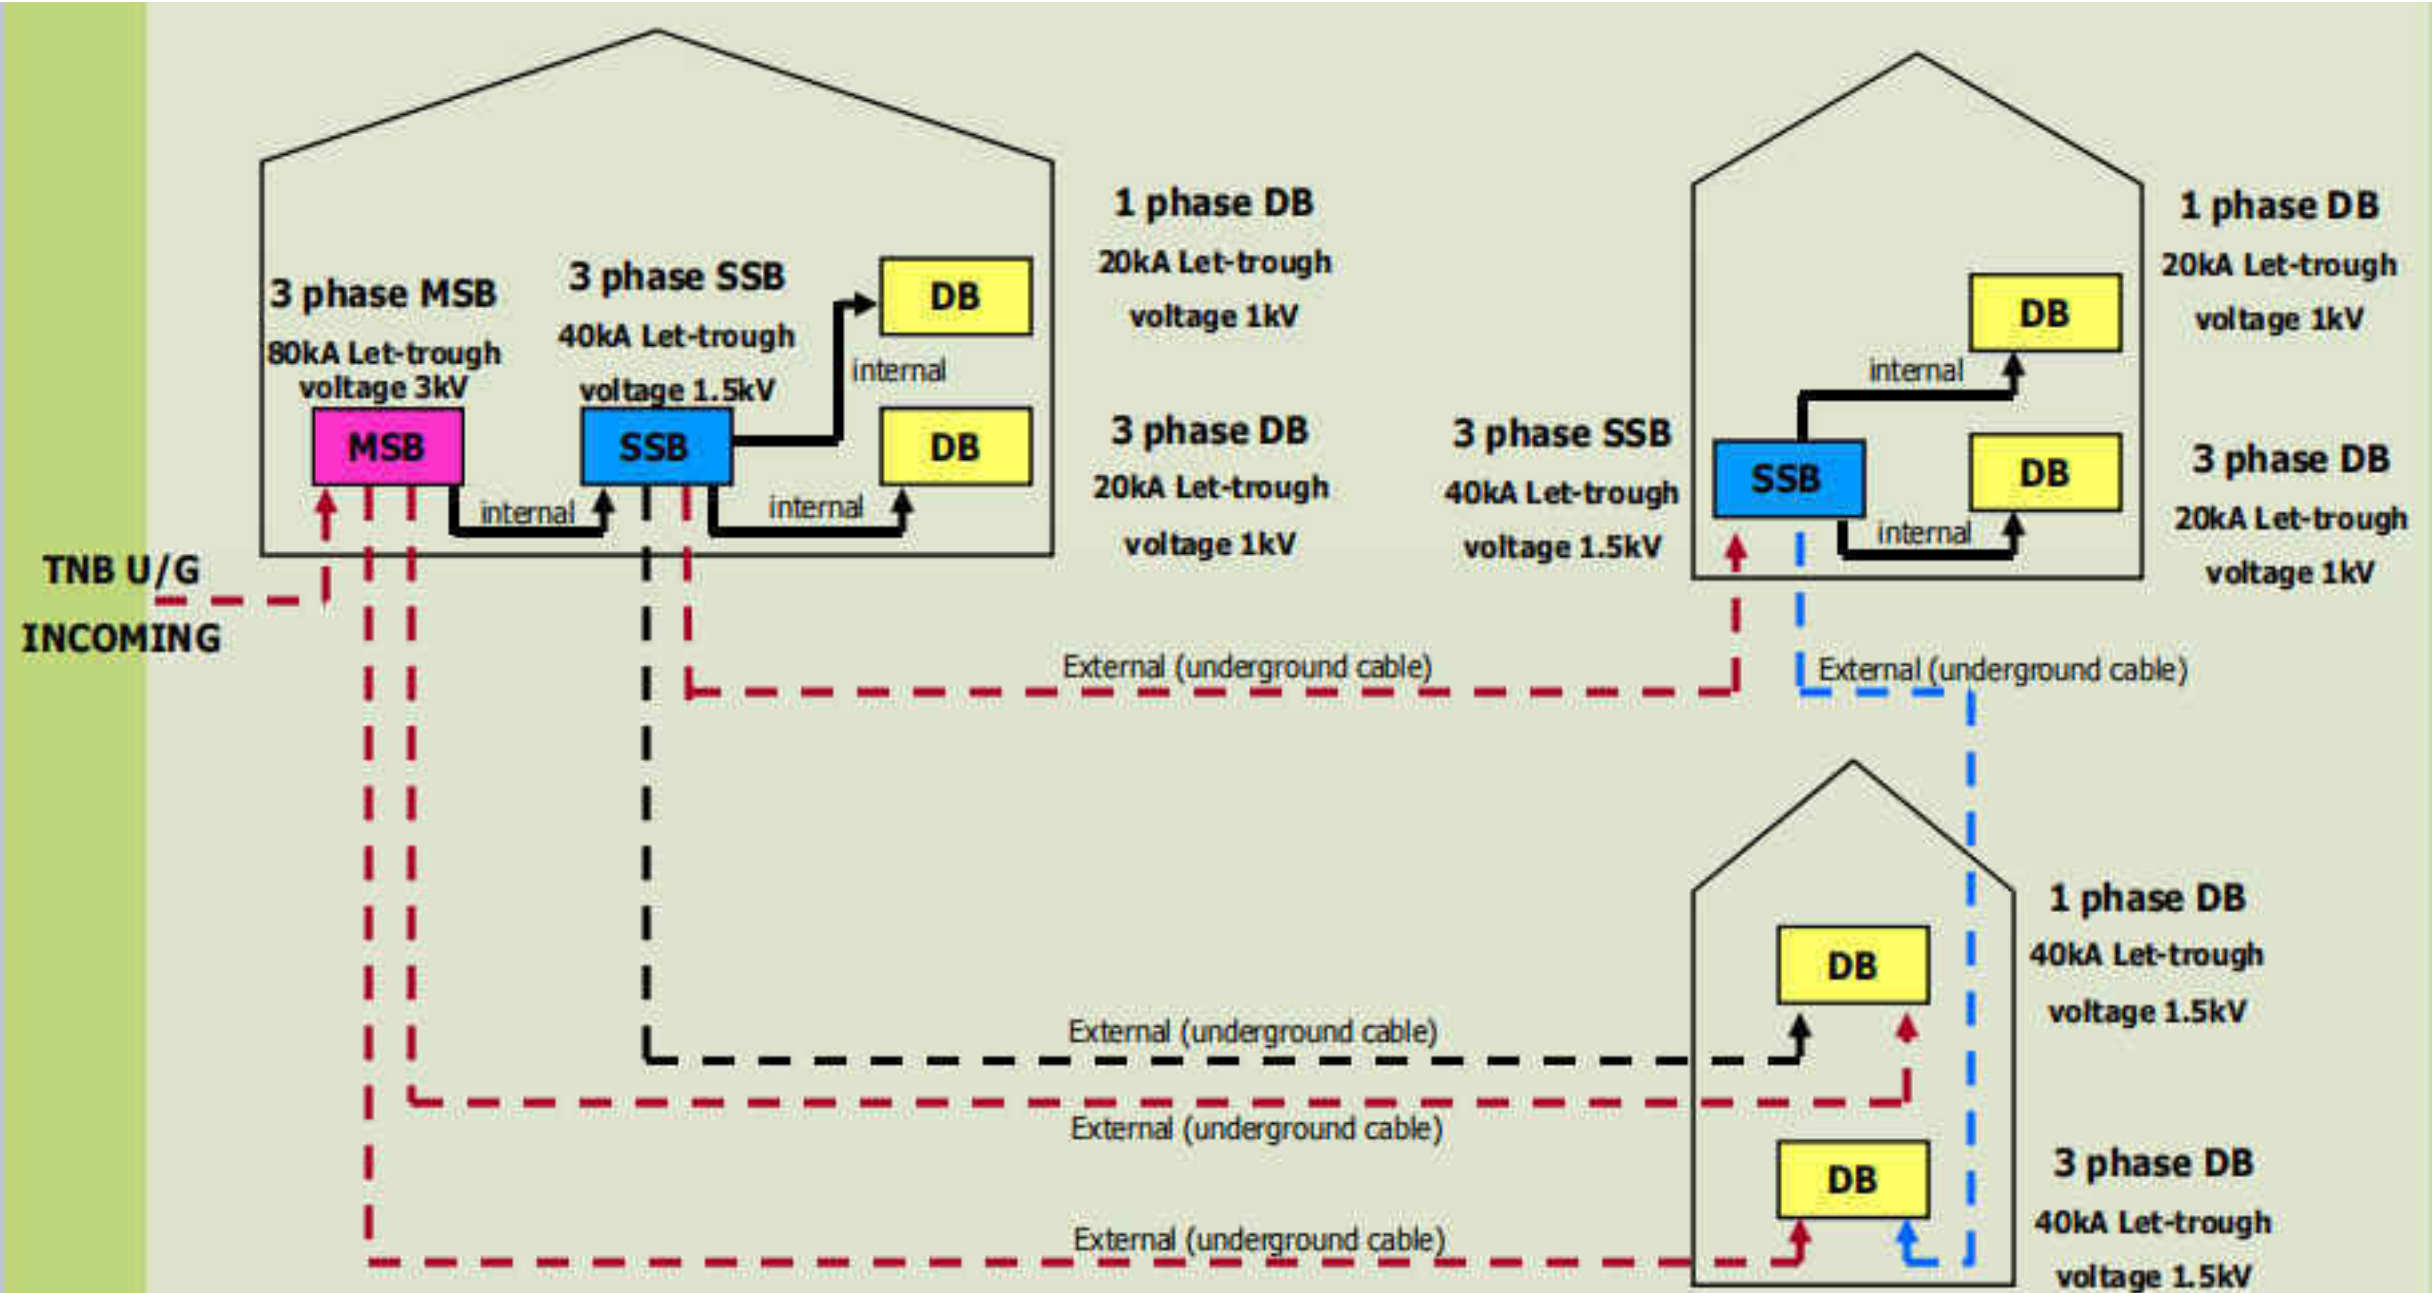 1 phase DB
20kA Let-trough
voltage 1kV
3 phase MSB
80kA Let-trough
voltage 3kV
3 phase SSB
40kA Let-trough
voltage 1.5kV
DB
internal
MSB
SSB
DB
internal
internal
3 phase DB
20kA Let-trough
voltage 1kV
TNB U/G
INCOMING
1 phase DB
20kA Let-trough
voltage 1kV
DB
internal
3 phase SSB
40kA Let-trough
voltage 1.5kV
SSB
DB
internal
3 phase DB
20kA Let-trough
voltage 1kV
External (underground cable)
External (underground cable)
1 phase DB
40kA Let-trough
voltage 1.5kV
DB
External (underground cable)
External (underground cable)
DB
3 phase DB
40kA Let-trough
voltage 1.5kV
External (underground cable)